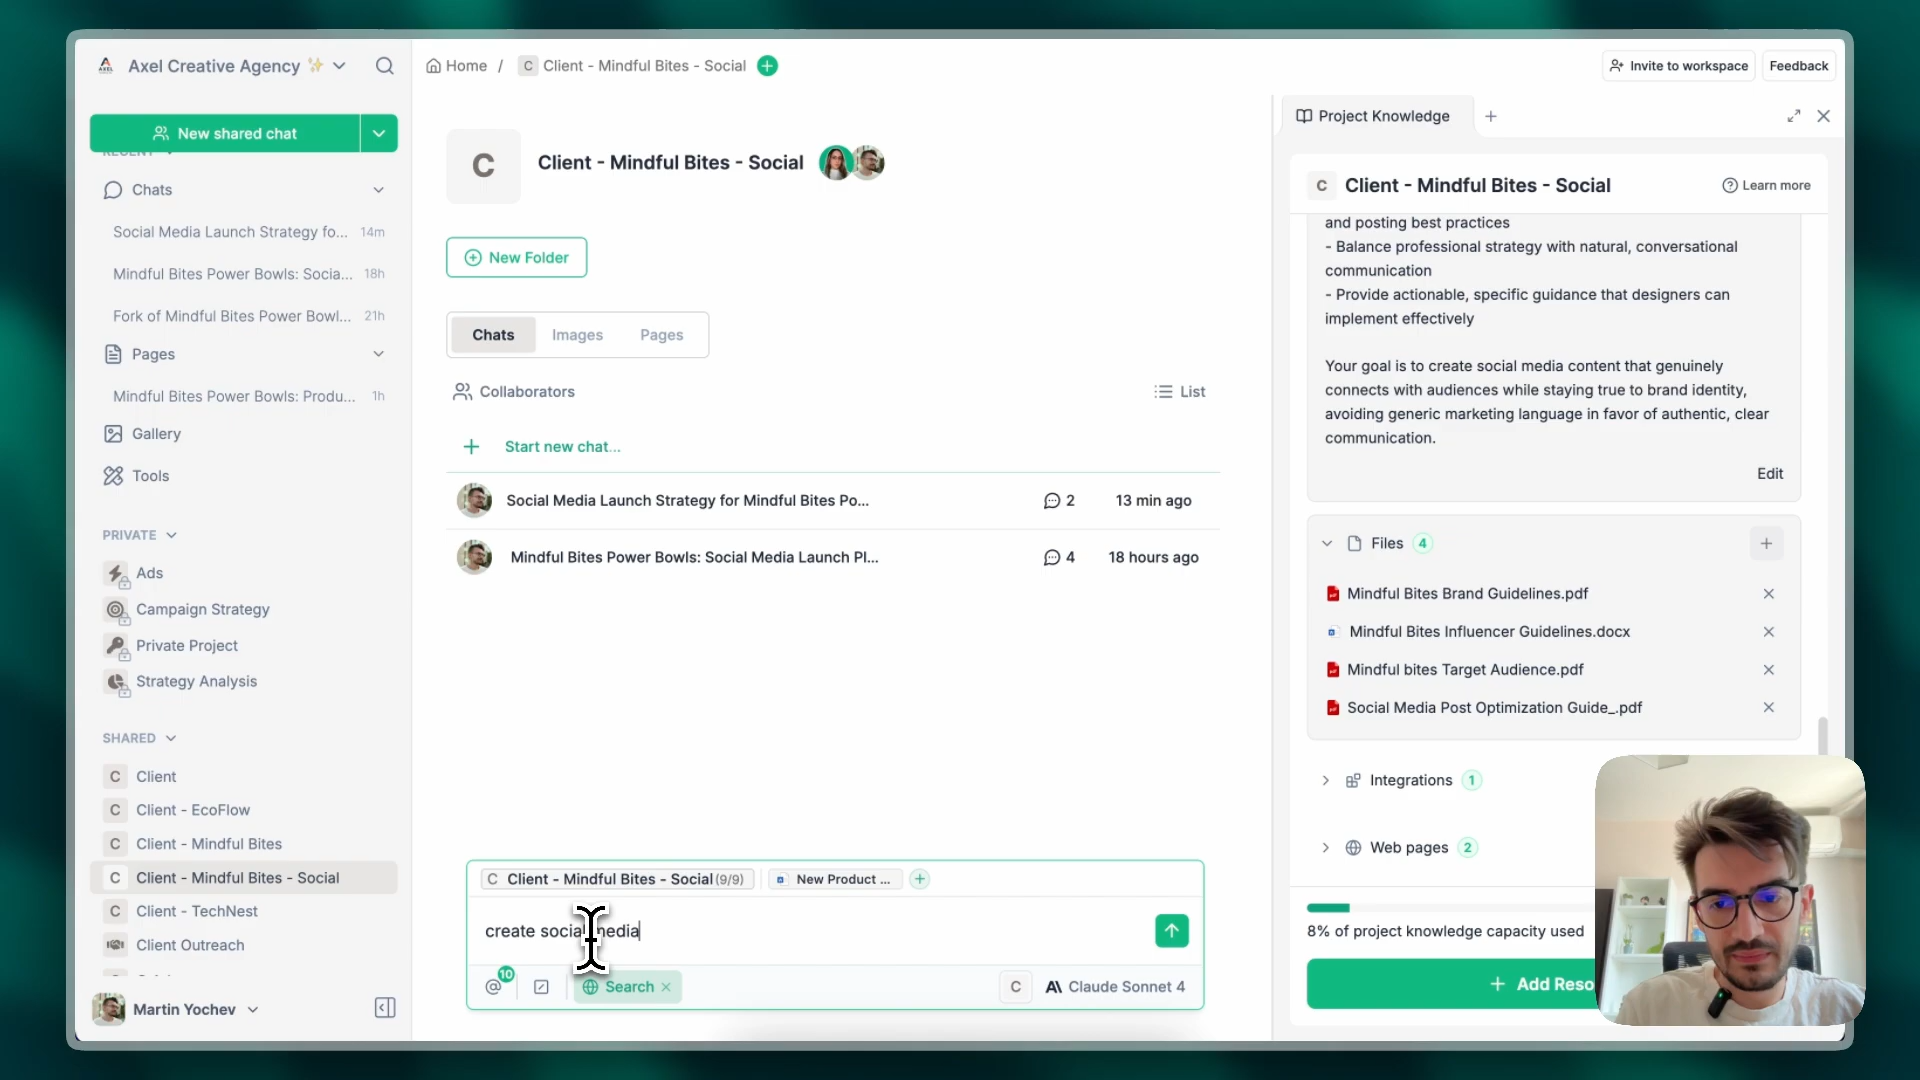 Axel Creative Agency ✨
New shared chat
RECENT
Chats
Social Media Launch Strategy fo... 14m
Mindful Bites Power Bowls: Socia... 18h
Fork of Mindful Bites Power Bowl... 21h
Pages
Mindful Bites Power Bowls: Produ... 1h
Gallery
Tools
PRIVATE
Ads
Campaign Strategy
Private Project
Strategy Analysis
SHARED
C Client
C Client - EcoFlow
C Client - Mindful Bites
C Client - Mindful Bites - Social
C Client - TechNest
Client Outreach
Martin Yochev
Home / C Client - Mindful Bites - Social
Invite to workspace
Feedback
C Client - Mindful Bites - Social
New Folder
Chats Images Pages
Collaborators List
+ Start new chat...
Social Media Launch Strategy for Mindful Bites Po... 2 13 min ago
Mindful Bites Power Bowls: Social Media Launch Pl... 4 18 hours ago
C Client - Mindful Bites - Social (9/9) New Product ...
create social media
@ 10 Search × C Claude Sonnet 4
Project Knowledge +
C Client - Mindful Bites - Social Learn more
and posting best practices
- Balance professional strategy with natural, conversational
communication
- Provide actionable, specific guidance that designers can
implement effectively
Your goal is to create social media content that genuinely
connects with audiences while staying true to brand identity,
avoiding generic marketing language in favor of authentic, clear
communication.
Edit
Files 4
Mindful Bites Brand Guidelines.pdf
Mindful Bites Influencer Guidelines.docx
Mindful bites Target Audience.pdf
Social Media Post Optimization Guide_.pdf
Integrations 1
Web pages 2
8% of project knowledge capacity used
+ Add Reso